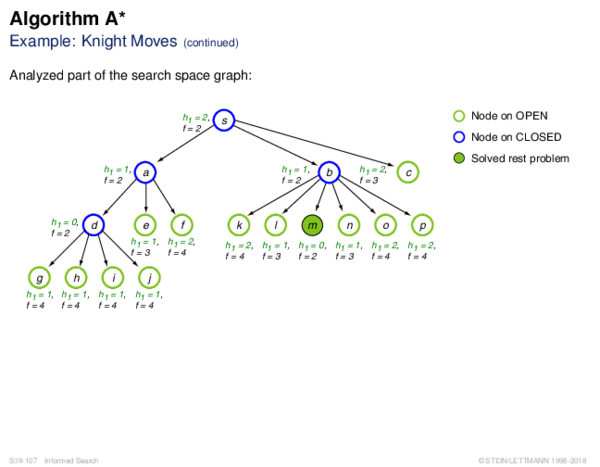 Algorithm A*
Example: Knight Moves (continued)
Analyzed part of the search space graph:
Node on OPEN
Node on CLOSED
Solved rest problem
h1 = 2,
f = 2
s
h1 = 1,
f = 2
a
h1 = 1,
f = 2
b
h1 = 2,
f = 3
c
h1 = 0,
f = 2
d
e
h1 = 1,
f = 3
f
h1 = 2,
f = 4
k
h1 = 2,
f = 4
l
h1 = 1,
f = 3
m
h1 = 0,
f = 2
n
h1 = 1,
f = 3
o
h1 = 2,
f = 4
p
h1 = 2,
f = 4
g
h1 = 1,
f = 4
h
h1 = 1,
f = 4
i
h1 = 1,
f = 4
j
h1 = 1,
f = 4
S:II-107 Informed Search
©STEIN/LETTMANN 1998-2018